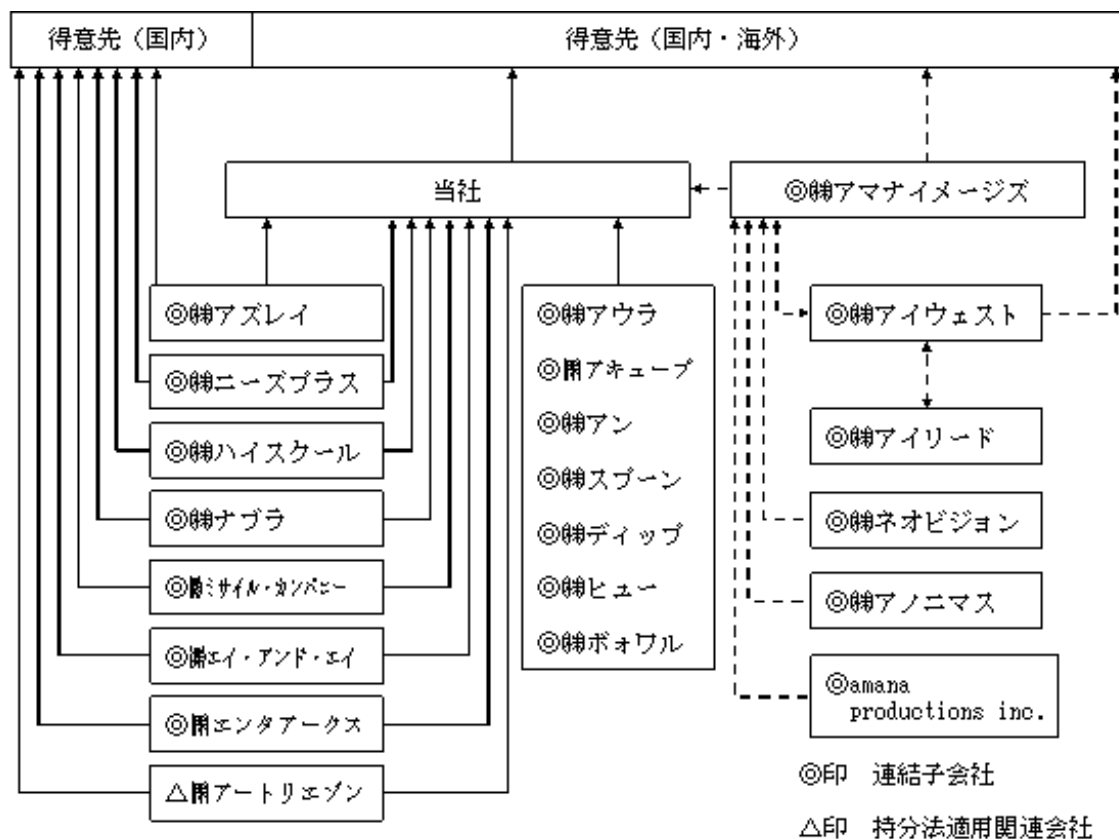 得意先（国内）
得意先（国内・海外）
当社
◎㈱アマナイメージズ
◎㈱アズレイ
◎㈱ニーズプラス
◎㈱ハイスクール
◎㈱ナブラ
◎㈱ミサイル・カンパニー
◎㈱エイ・アンド・エイ
◎㈲エンタアークス
△㈲アートリエゾン
◎㈱アウラ
◎㈲アキューブ
◎㈱アン
◎㈱スプーン
◎㈱ディップ
◎㈱ヒュー
◎㈱ボォワル
◎㈱アイウェスト
◎㈱アイリード
◎㈱ネオビジョン
◎㈱アノニマス
◎amana
productions inc.
◎印 連結子会社
△印 持分法適用関連会社